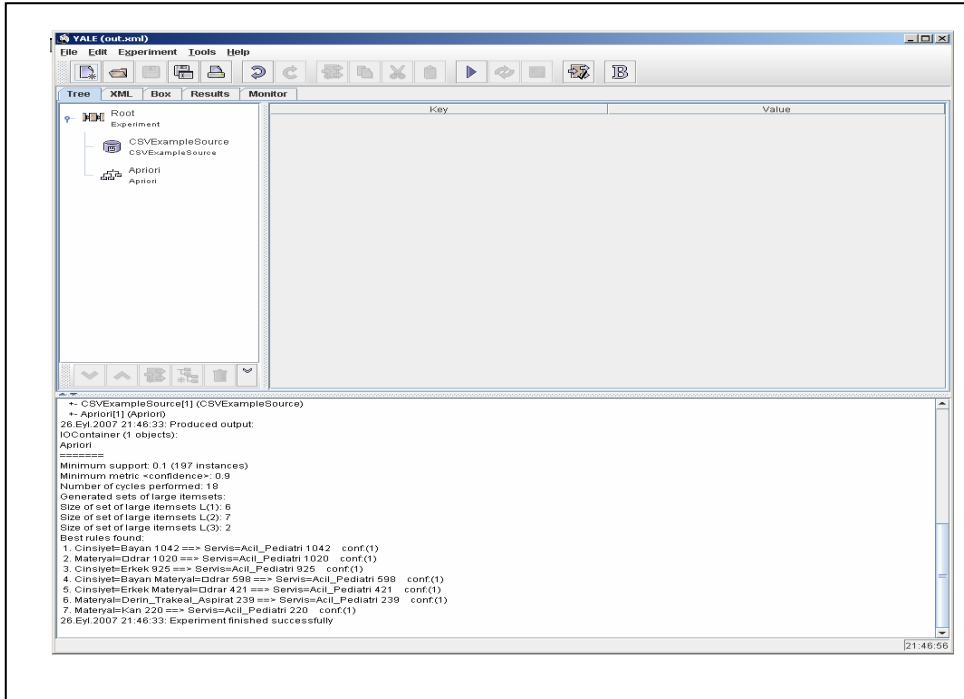 YALE (out.xml)
File Edit Experiment Tools Help
B
Tree XML Box Results Monitor
Root
Experiment
CSVExampleSource
CSVExampleSource
Apriori
Apriori
Key Value
+- CSVExampleSource[1] (CSVExampleSource)
+- Apriori[1] (Apriori)
26.Eyl.2007 21:46:33: Produced output:
IOContainer (1 objects):
Apriori
=======
Minimum support: 0.1 (197 instances)
Minimum metric <confidence>: 0.9
Number of cycles performed: 18
Generated sets of large itemsets:
Size of set of large itemsets L(1): 6
Size of set of large itemsets L(2): 7
Size of set of large itemsets L(3): 2
Best rules found:
1. Cinsiyet=Bayan 1042 ==> Servis=Acil_Pediatri 1042 conf:(1)
2. Materyal=□drar 1020 ==> Servis=Acil_Pediatri 1020 conf:(1)
3. Cinsiyet=Erkek 925 ==> Servis=Acil_Pediatri 925 conf:(1)
4. Cinsiyet=Bayan Materyal=□drar 598 ==> Servis=Acil_Pediatri 598 conf:(1)
5. Cinsiyet=Erkek Materyal=□drar 421 ==> Servis=Acil_Pediatri 421 conf:(1)
6. Materyal=Derin_Trakeal_Aspirat 239 ==> Servis=Acil_Pediatri 239 conf:(1)
7. Materyal=Kan 220 ==> Servis=Acil_Pediatri 220 conf:(1)
26.Eyl.2007 21:46:33: Experiment finished successfully
21:46:56